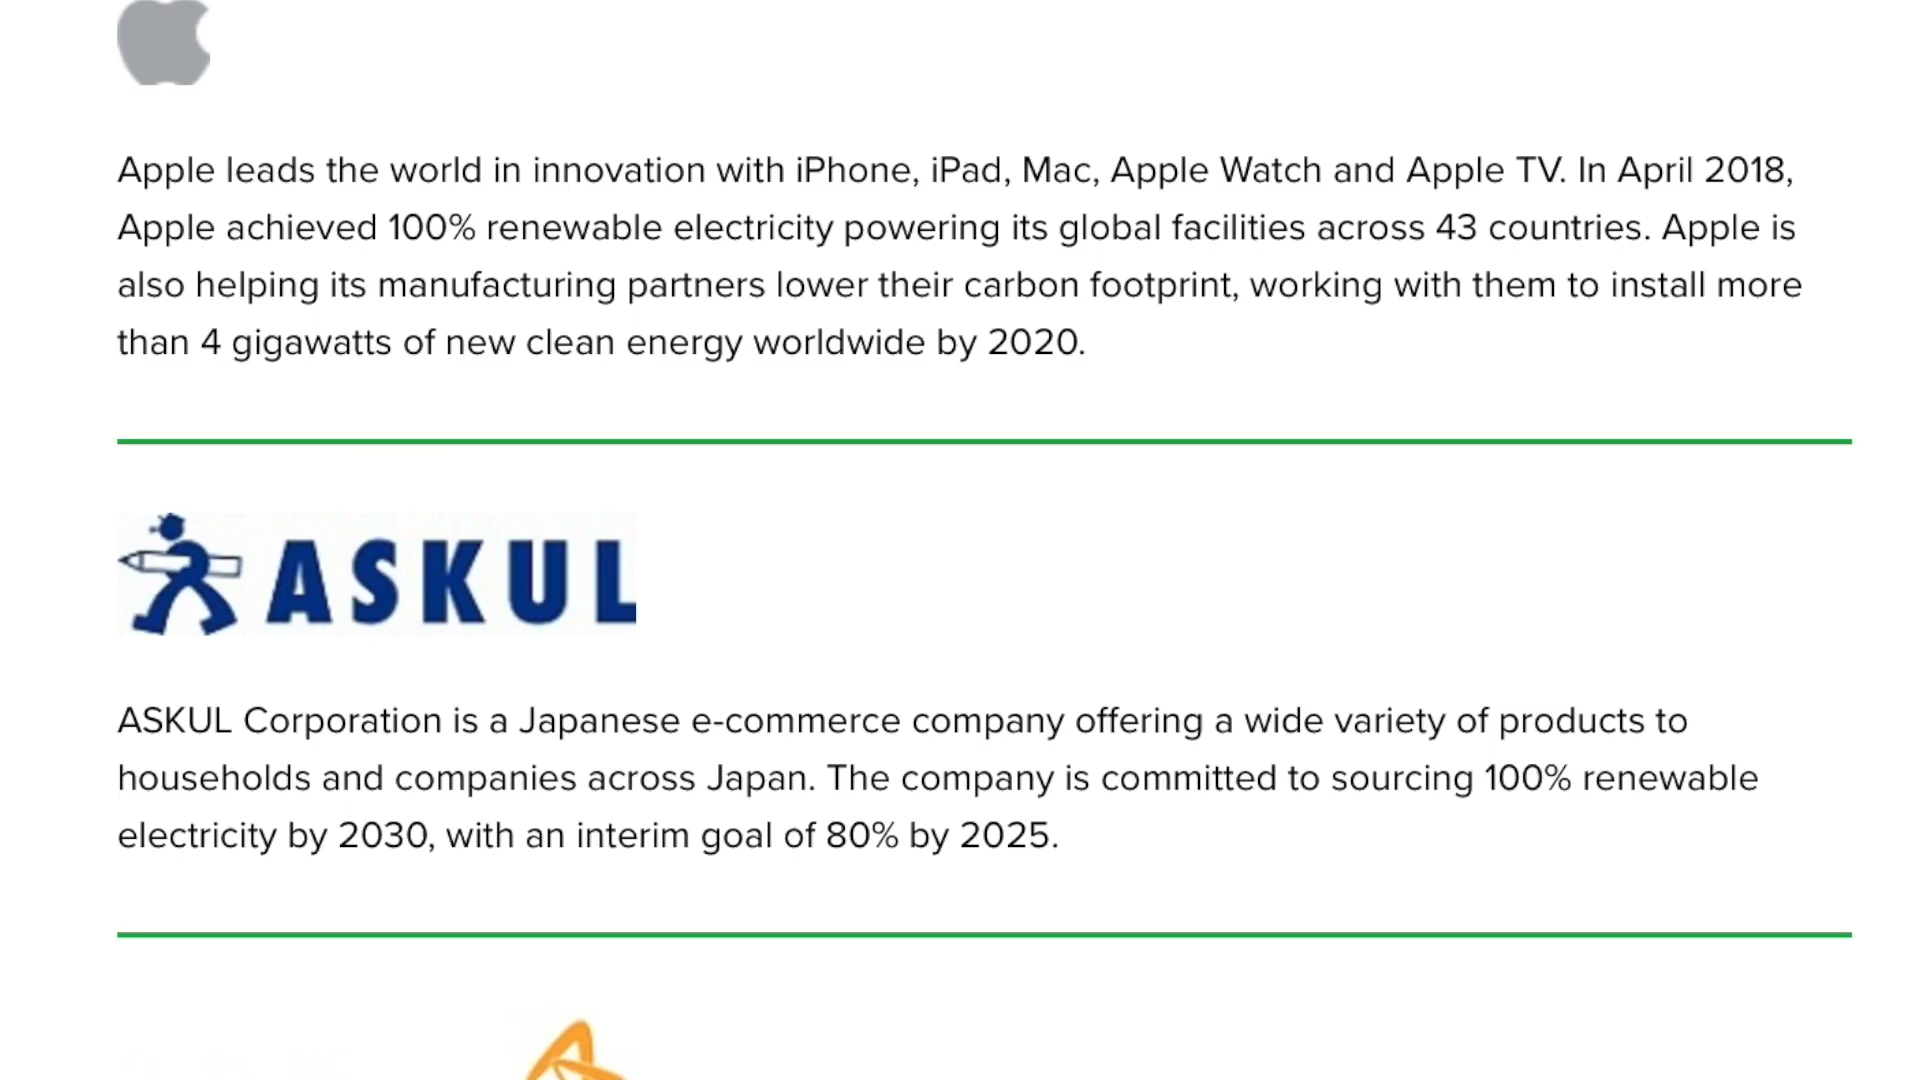 Apple leads the world in innovation with iPhone, iPad, Mac, Apple Watch and Apple TV. In April 2018,
Apple achieved 100% renewable electricity powering its global facilities across 43 countries. Apple is
also helping its manufacturing partners lower their carbon footprint, working with them to install more
than 4 gigawatts of new clean energy worldwide by 2020.
ASKUL
ASKUL Corporation is a Japanese e-commerce company offering a wide variety of products to
households and companies across Japan. The company is committed to sourcing 100% renewable
electricity by 2030, with an interim goal of 80% by 2025.